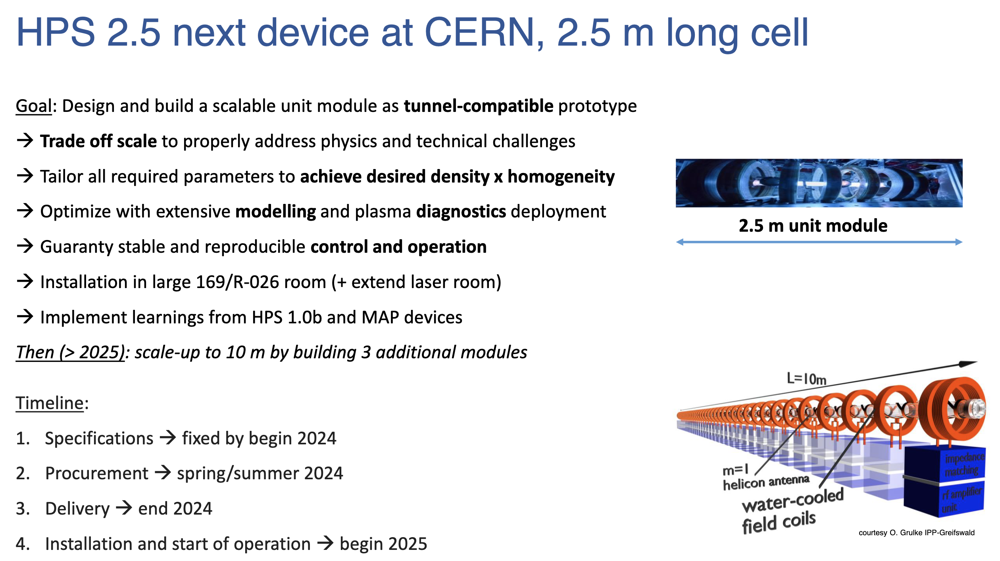 HPS 2.5 next device at CERN, 2.5 m long cell
Goal: Design and build a scalable unit module as tunnel-compatible prototype
→ Trade off scale to properly address physics and technical challenges
→ Tailor all required parameters to achieve desired density x homogeneity
→ Optimize with extensive modelling and plasma diagnostics deployment
→ Guaranty stable and reproducible control and operation
→ Installation in large 169/R-026 room (+ extend laser room)
→ Implement learnings from HPS 1.0b and MAP devices
Then (> 2025): scale-up to 10 m by building 3 additional modules
Timeline:
1. Specifications → fixed by begin 2024
2. Procurement → spring/summer 2024
3. Delivery → end 2024
4. Installation and start of operation → begin 2025
2.5 m unit module
L=10m
m=1
helicon antenna
water-cooled
field coils
impedance
matching
rf amplifier
unit
courtesy O. Grulke IPP-Greifswald